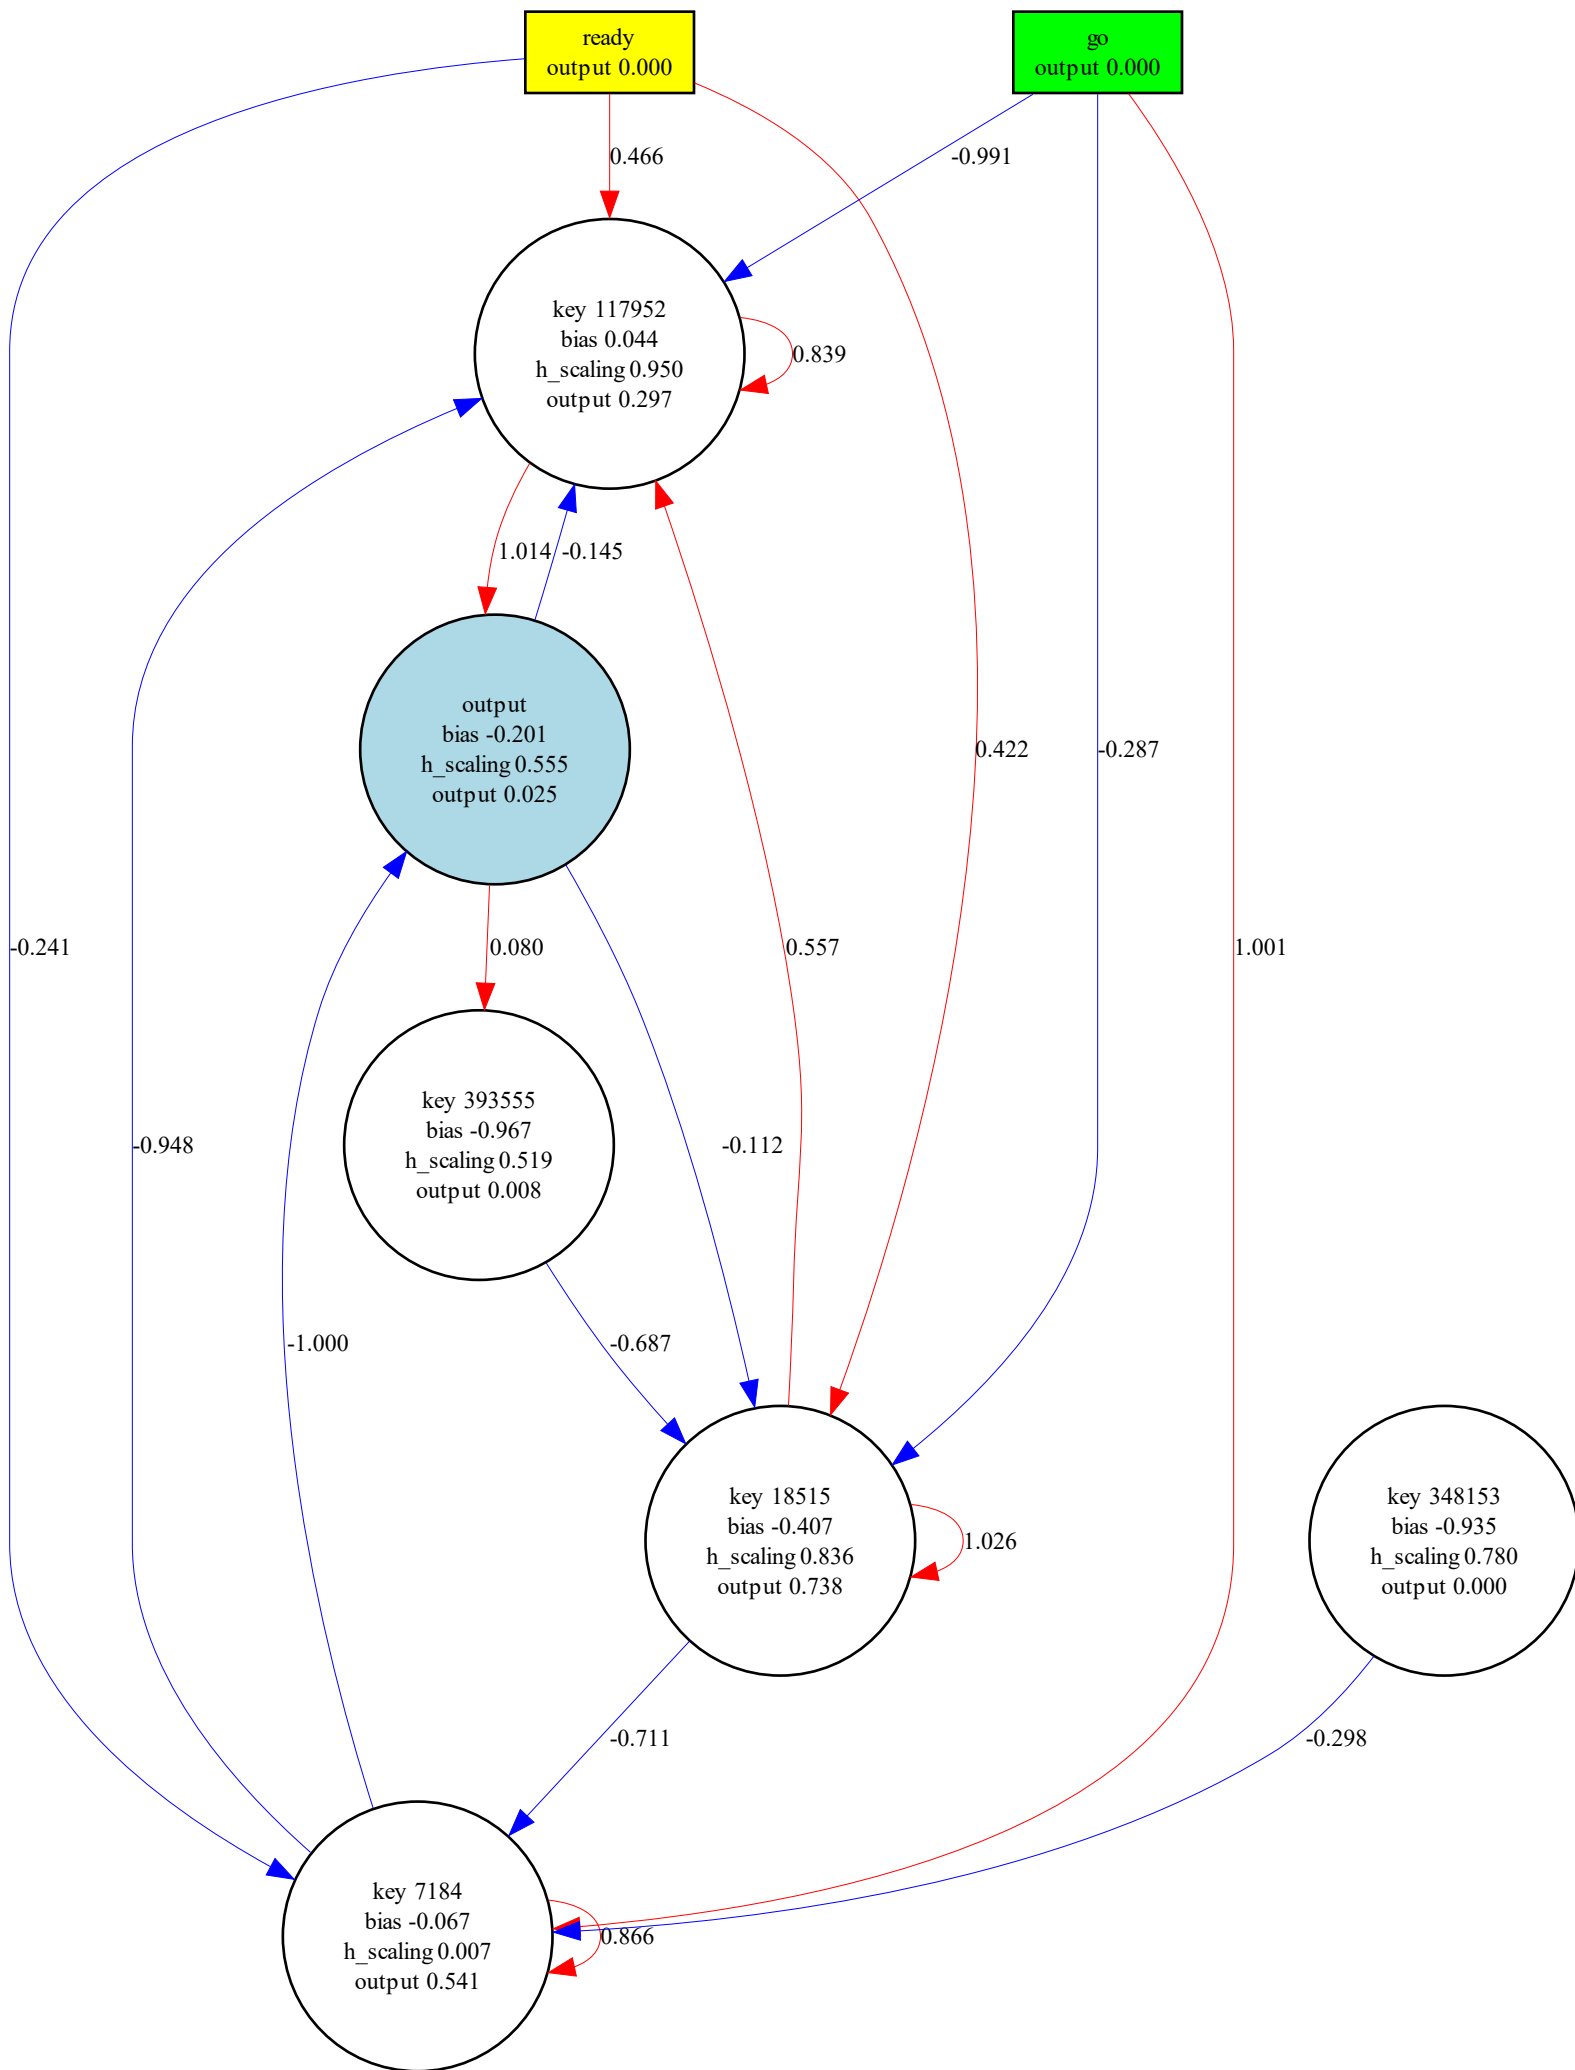 ready
output 0.000
go
output 0.000
0.466
-0.991
key 117952
bias 0.044
h_scaling 0.950
output 0.297
0.839
1.014
-0.145
output
bias -0.201
h_scaling 0.555
output 0.025
0.422
-0.287
-0.241
0.080
0.557
1.001
key 393555
bias -0.967
h_scaling 0.519
output 0.008
-0.948
-0.112
-1.000
-0.687
key 18515
bias -0.407
h_scaling 0.836
output 0.738
1.026
key 348153
bias -0.935
h_scaling 0.780
output 0.000
-0.711
-0.298
key 7184
bias -0.067
h_scaling 0.007
output 0.541
0.866